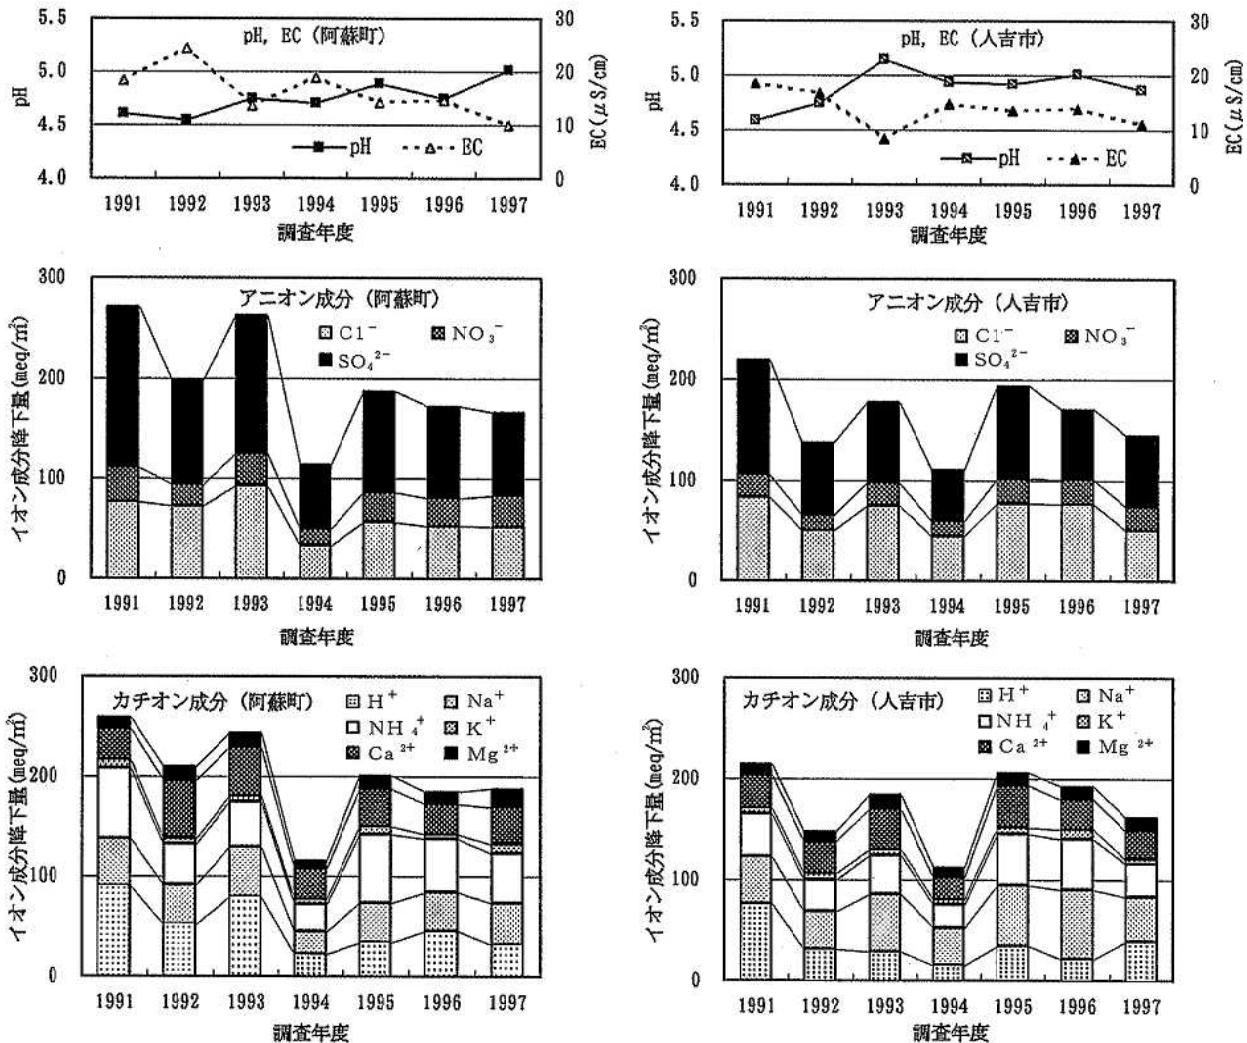 pH, EC (阿蘇町)
5.5
5.0
4.5
4.0
pH
30
20
10
0
EC(μS/cm)
pH EC
1991 1992 1993 1994 1995 1996 1997
調査年度
pH, EC (人吉市)
5.5
5.0
4.5
4.0
pH
30
20
10
0
EC(μS/cm)
pH EC
1991 1992 1993 1994 1995 1996 1997
調査年度
アニオン成分 (阿蘇町)
Cl⁻ NO₃⁻
SO₄²⁻
300
200
100
0
イオン成分降下量(meq/㎡)
1991 1992 1993 1994 1995 1996 1997
調査年度
アニオン成分 (人吉市)
Cl⁻ NO₃⁻
SO₄²⁻
300
200
100
0
イオン成分降下量(meq/㎡)
1991 1992 1993 1994 1995 1996 1997
調査年度
カチオン成分 (阿蘇町)
H⁺ Na⁺
NH₄⁺ K⁺
Ca²⁺ Mg²⁺
300
200
100
0
イオン成分降下量(meq/㎡)
1991 1992 1993 1994 1995 1996 1997
調査年度
カチオン成分 (人吉市)
H⁺ Na⁺
NH₄⁺ K⁺
Ca²⁺ Mg²⁺
300
200
100
0
イオン成分降下量(meq/㎡)
1991 1992 1993 1994 1995 1996 1997
調査年度